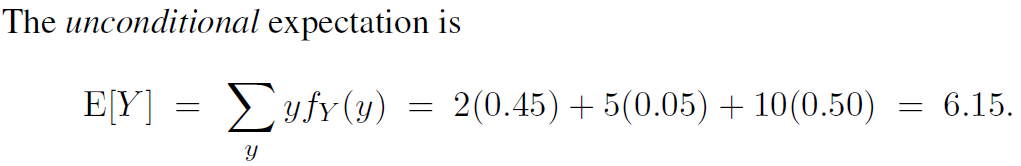 The unconditional expectation is
E[Y] = ∑ y f_Y(y) = 2(0.45) + 5(0.05) + 10(0.50) = 6.15.
y